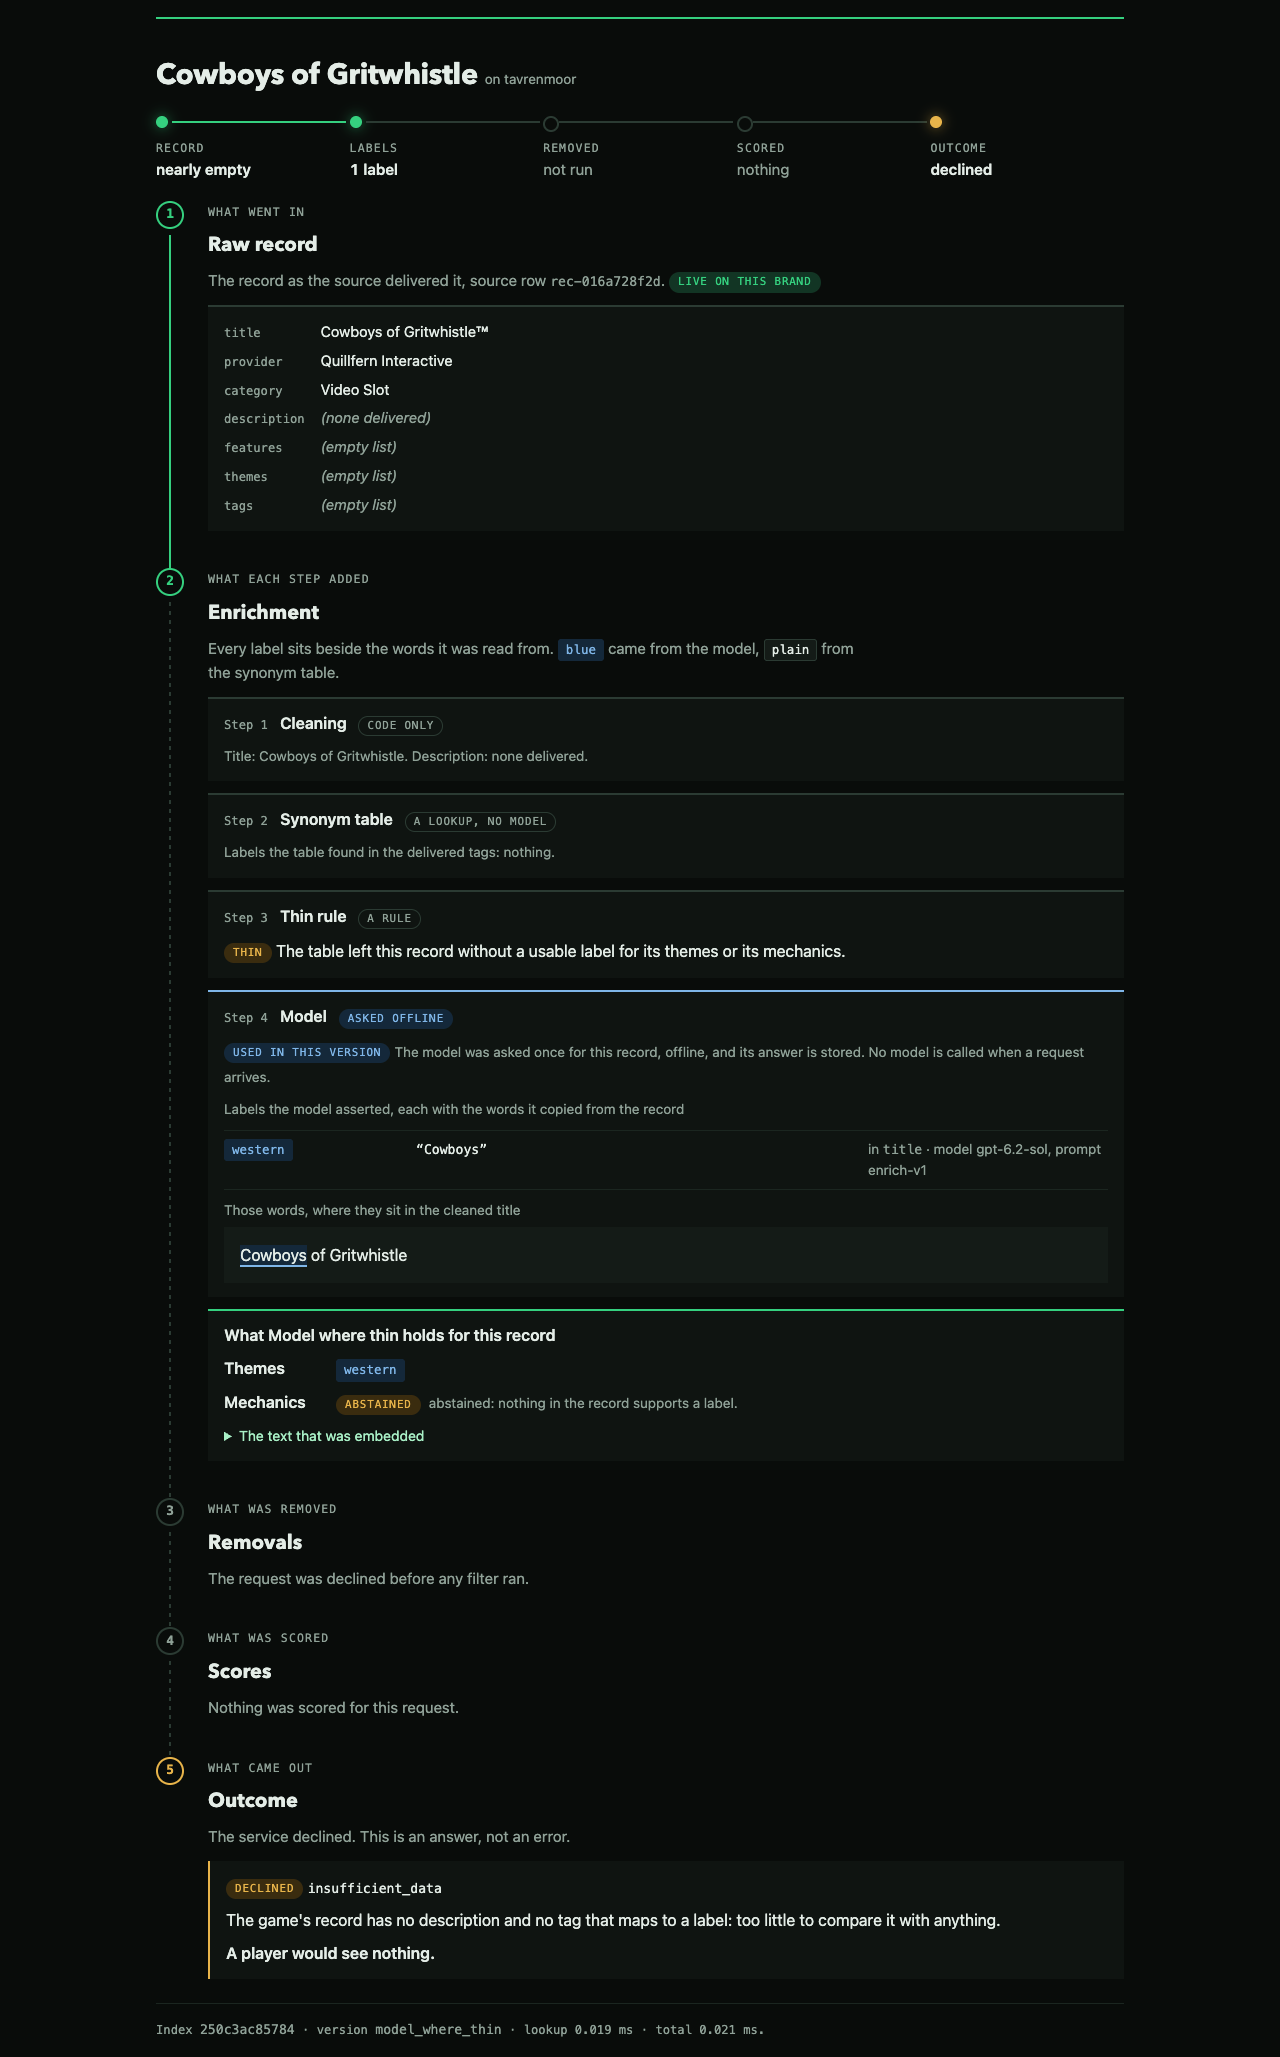 Cowboys of Gritwhistle on tavrenmoor
RECORD
nearly empty
LABELS
1 label
REMOVED
not run
SCORED
nothing
OUTCOME
declined
1
WHAT WENT IN
Raw record
The record as the source delivered it, source row rec-016a728f2d. LIVE ON THIS BRAND
title Cowboys of Gritwhistle™
provider Quillfern Interactive
category Video Slot
description (none delivered)
features (empty list)
themes (empty list)
tags (empty list)
2
WHAT EACH STEP ADDED
Enrichment
Every label sits beside the words it was read from. blue came from the model, plain from
the synonym table.
Step 1 Cleaning CODE ONLY
Title: Cowboys of Gritwhistle. Description: none delivered.
Step 2 Synonym table A LOOKUP, NO MODEL
Labels the table found in the delivered tags: nothing.
Step 3 Thin rule A RULE
THIN The table left this record without a usable label for its themes or its mechanics.
Step 4 Model ASKED OFFLINE
USED IN THIS VERSION The model was asked once for this record, offline, and its answer is stored. No model is called when a request
arrives.
Labels the model asserted, each with the words it copied from the record
western “Cowboys” in title · model gpt-6.2-sol, prompt
enrich-v1
Those words, where they sit in the cleaned title
Cowboys of Gritwhistle
What Model where thin holds for this record
Themes western
Mechanics ABSTAINED abstained: nothing in the record supports a label.
▶ The text that was embedded
3
WHAT WAS REMOVED
Removals
The request was declined before any filter ran.
4
WHAT WAS SCORED
Scores
Nothing was scored for this request.
5
WHAT CAME OUT
Outcome
The service declined. This is an answer, not an error.
DECLINED insufficient_data
The game's record has no description and no tag that maps to a label: too little to compare it with anything.
A player would see nothing.
Index 250c3ac85784 · version model_where_thin · lookup 0.019 ms · total 0.021 ms.